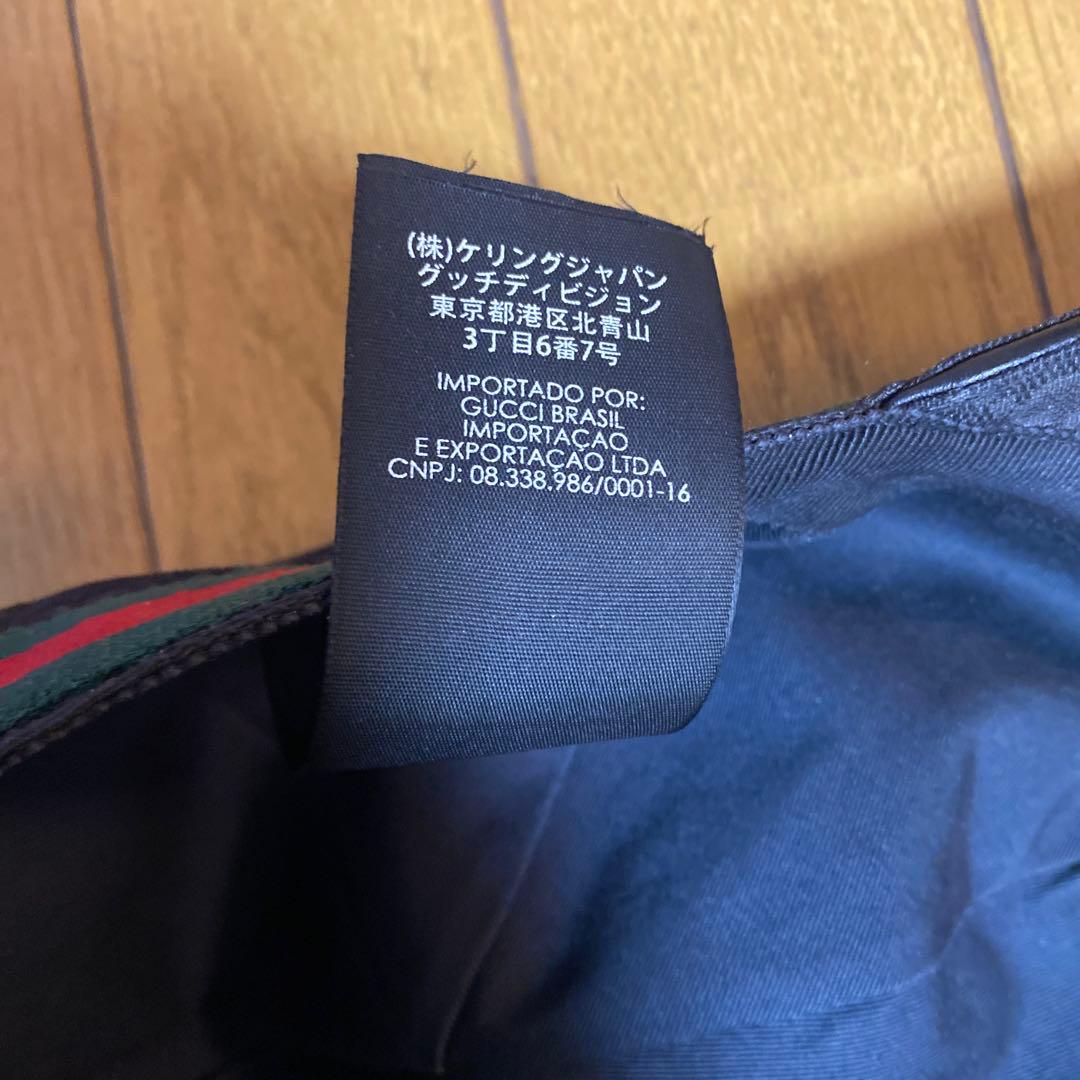 (株)ケリングジャパン
グッチディビジョン
東京都港区北青山
3丁目6番7号
IMPORTADO POR:
GUCCI BRASIL
IMPORTAÇAO
E EXPORTAÇAO LTDA
CNPJ: 08.338.986/0001-16